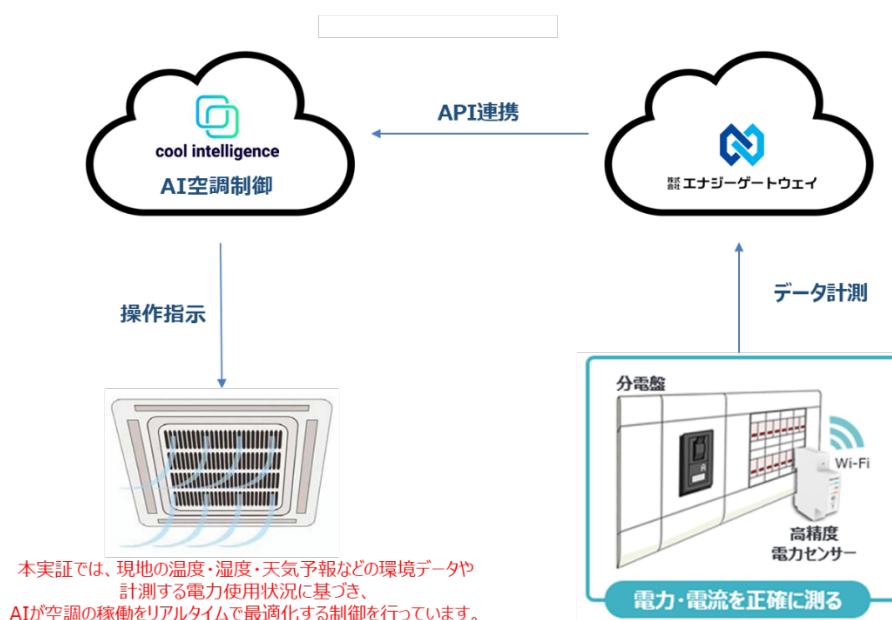 cool intelligence
AI空調制御
API連携
株式会社 エナジーゲートウェイ
操作指示
データ計測
分電盤
Wi-Fi
高精度
電力センサー
電力・電流を正確に測る
本実証では、現地の温度・湿度・天気予報などの環境データや
計測する電力使用状況に基づき、
AIが空調の稼働をリアルタイムで最適化する制御を行っています。